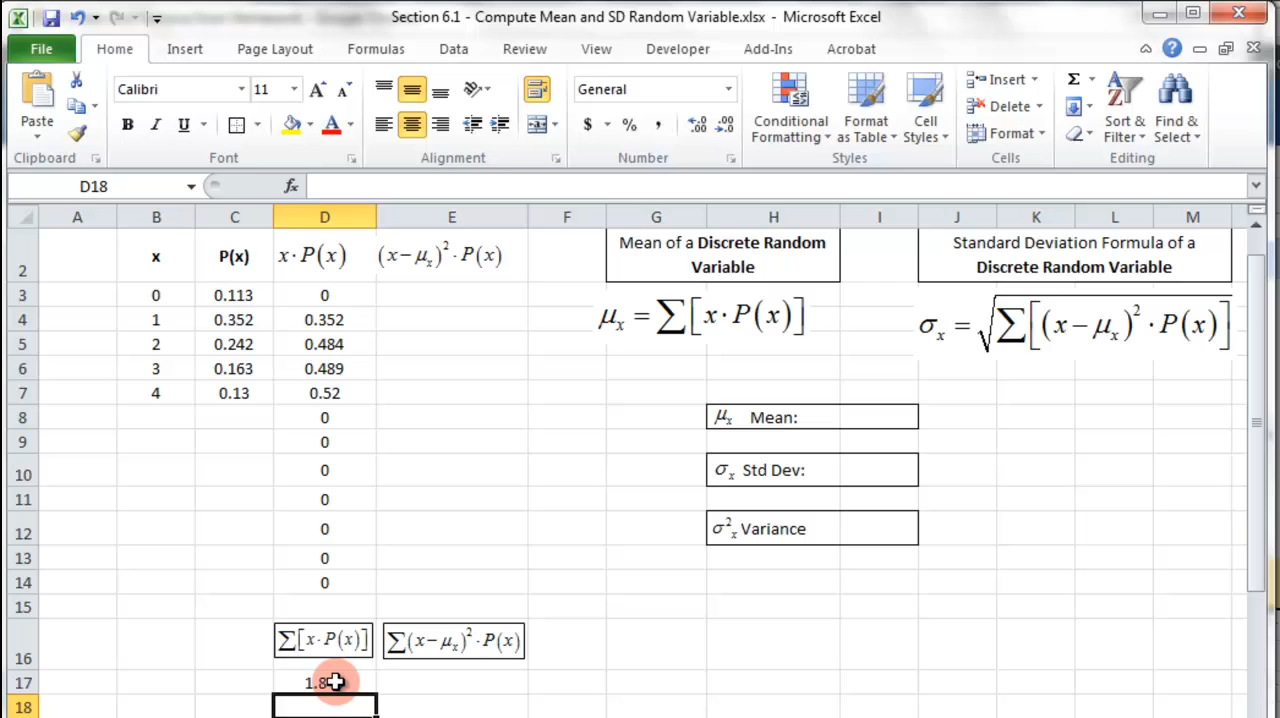 Section 6.1 - Compute Mean and SD Random Variable.xlsx - Microsoft Excel
File Home Insert Page Layout Formulas Data Review View Developer Add-Ins Acrobat
Paste
Calibri 11
B I U
General
$ % ,
Conditional Formatting
Format as Table
Cell Styles
Insert
Delete
Format
Sort & Filter
Find & Select
Clipboard Font Alignment Number Styles Cells Editing
D18 fx
A B C D E F G H I J K L M
2 x P(x) x · P(x) (x − μₓ)² · P(x)
Mean of a Discrete Random
Variable
Standard Deviation Formula of a
Discrete Random Variable
μₓ = ∑[x · P(x)]
σₓ = √∑[(x − μₓ)² · P(x)]
3 0 0.113 0
4 1 0.352 0.352
5 2 0.242 0.484
6 3 0.163 0.489
7 4 0.13 0.52
8 0 μₓ Mean:
9 0
10 0 σₓ Std Dev:
11 0
12 0 σ²ₓ Variance
13 0
14 0
15
16 ∑[x · P(x)] ∑(x − μₓ)² · P(x)
17
18